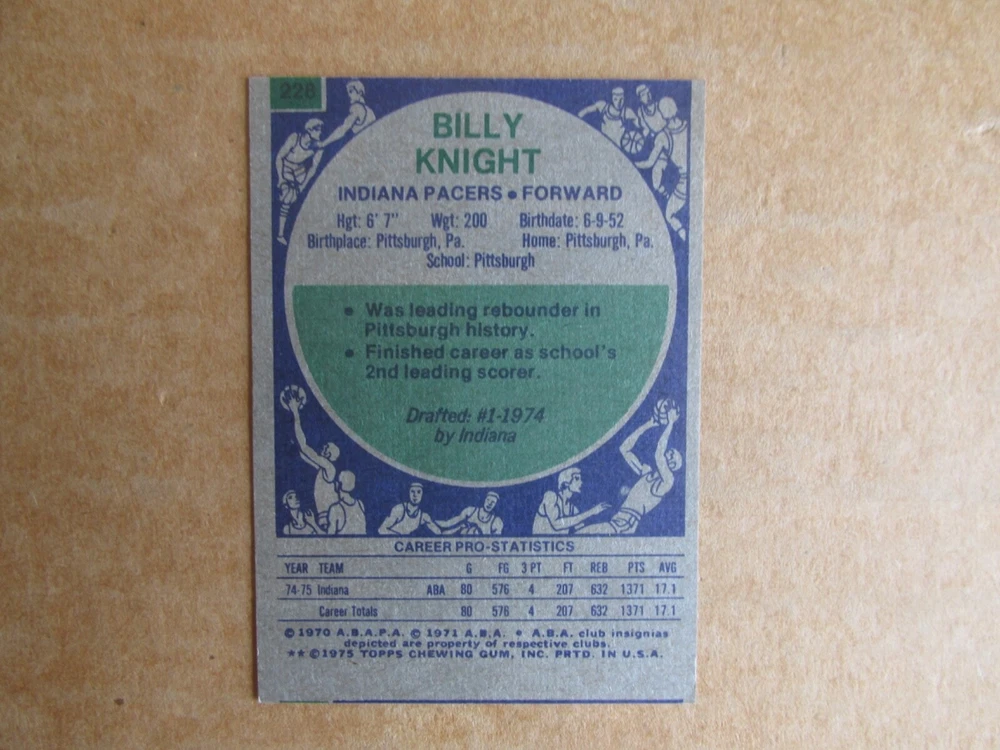 228
BILLY
KNIGHT
INDIANA PACERS • FORWARD
Hgt: 6' 7" Wgt: 200 Birthdate: 6-9-52
Birthplace: Pittsburgh, Pa. Home: Pittsburgh, Pa.
School: Pittsburgh
• Was leading rebounder in
Pittsburgh history.
• Finished career as school's
2nd leading scorer.
Drafted: #1-1974
by Indiana
CAREER PRO-STATISTICS
YEAR TEAM G FG 3 PT FT REB PTS AVG
74-75 Indiana ABA 80 576 4 207 632 1371 17.1
Career Totals 80 576 4 207 632 1371 17.1
© 1970 A.B.A.P.A. © 1971 A.B.A. • A.B.A. club insignias
depicted are property of respective clubs.
** © 1975 TOPPS CHEWING GUM, INC. PRTD. IN U.S.A.